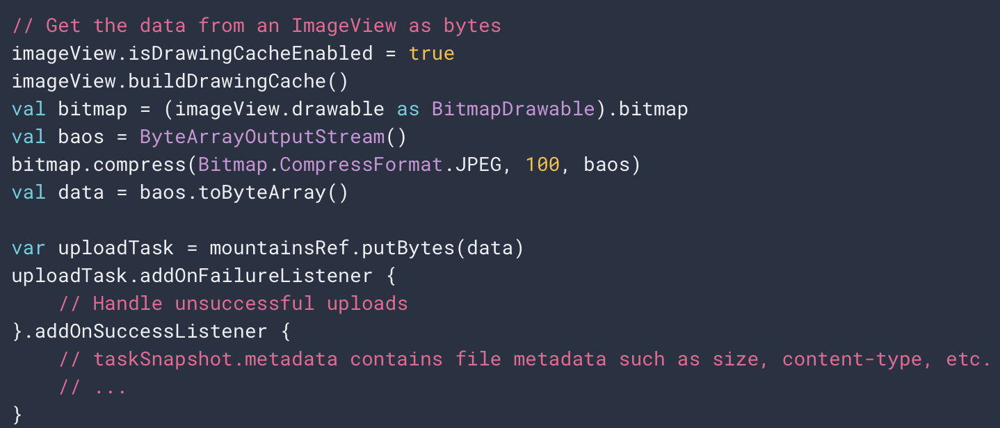 // Get the data from an ImageView as bytes
imageView.isDrawingCacheEnabled = true
imageView.buildDrawingCache()
val bitmap = (imageView.drawable as BitmapDrawable).bitmap
val baos = ByteArrayOutputStream()
bitmap.compress(Bitmap.CompressFormat.JPEG, 100, baos)
val data = baos.toByteArray()

var uploadTask = mountainsRef.putBytes(data)
uploadTask.addOnFailureListener {
    // Handle unsuccessful uploads
}.addOnSuccessListener {
    // taskSnapshot.metadata contains file metadata such as size, content-type, etc.
    // ...
}